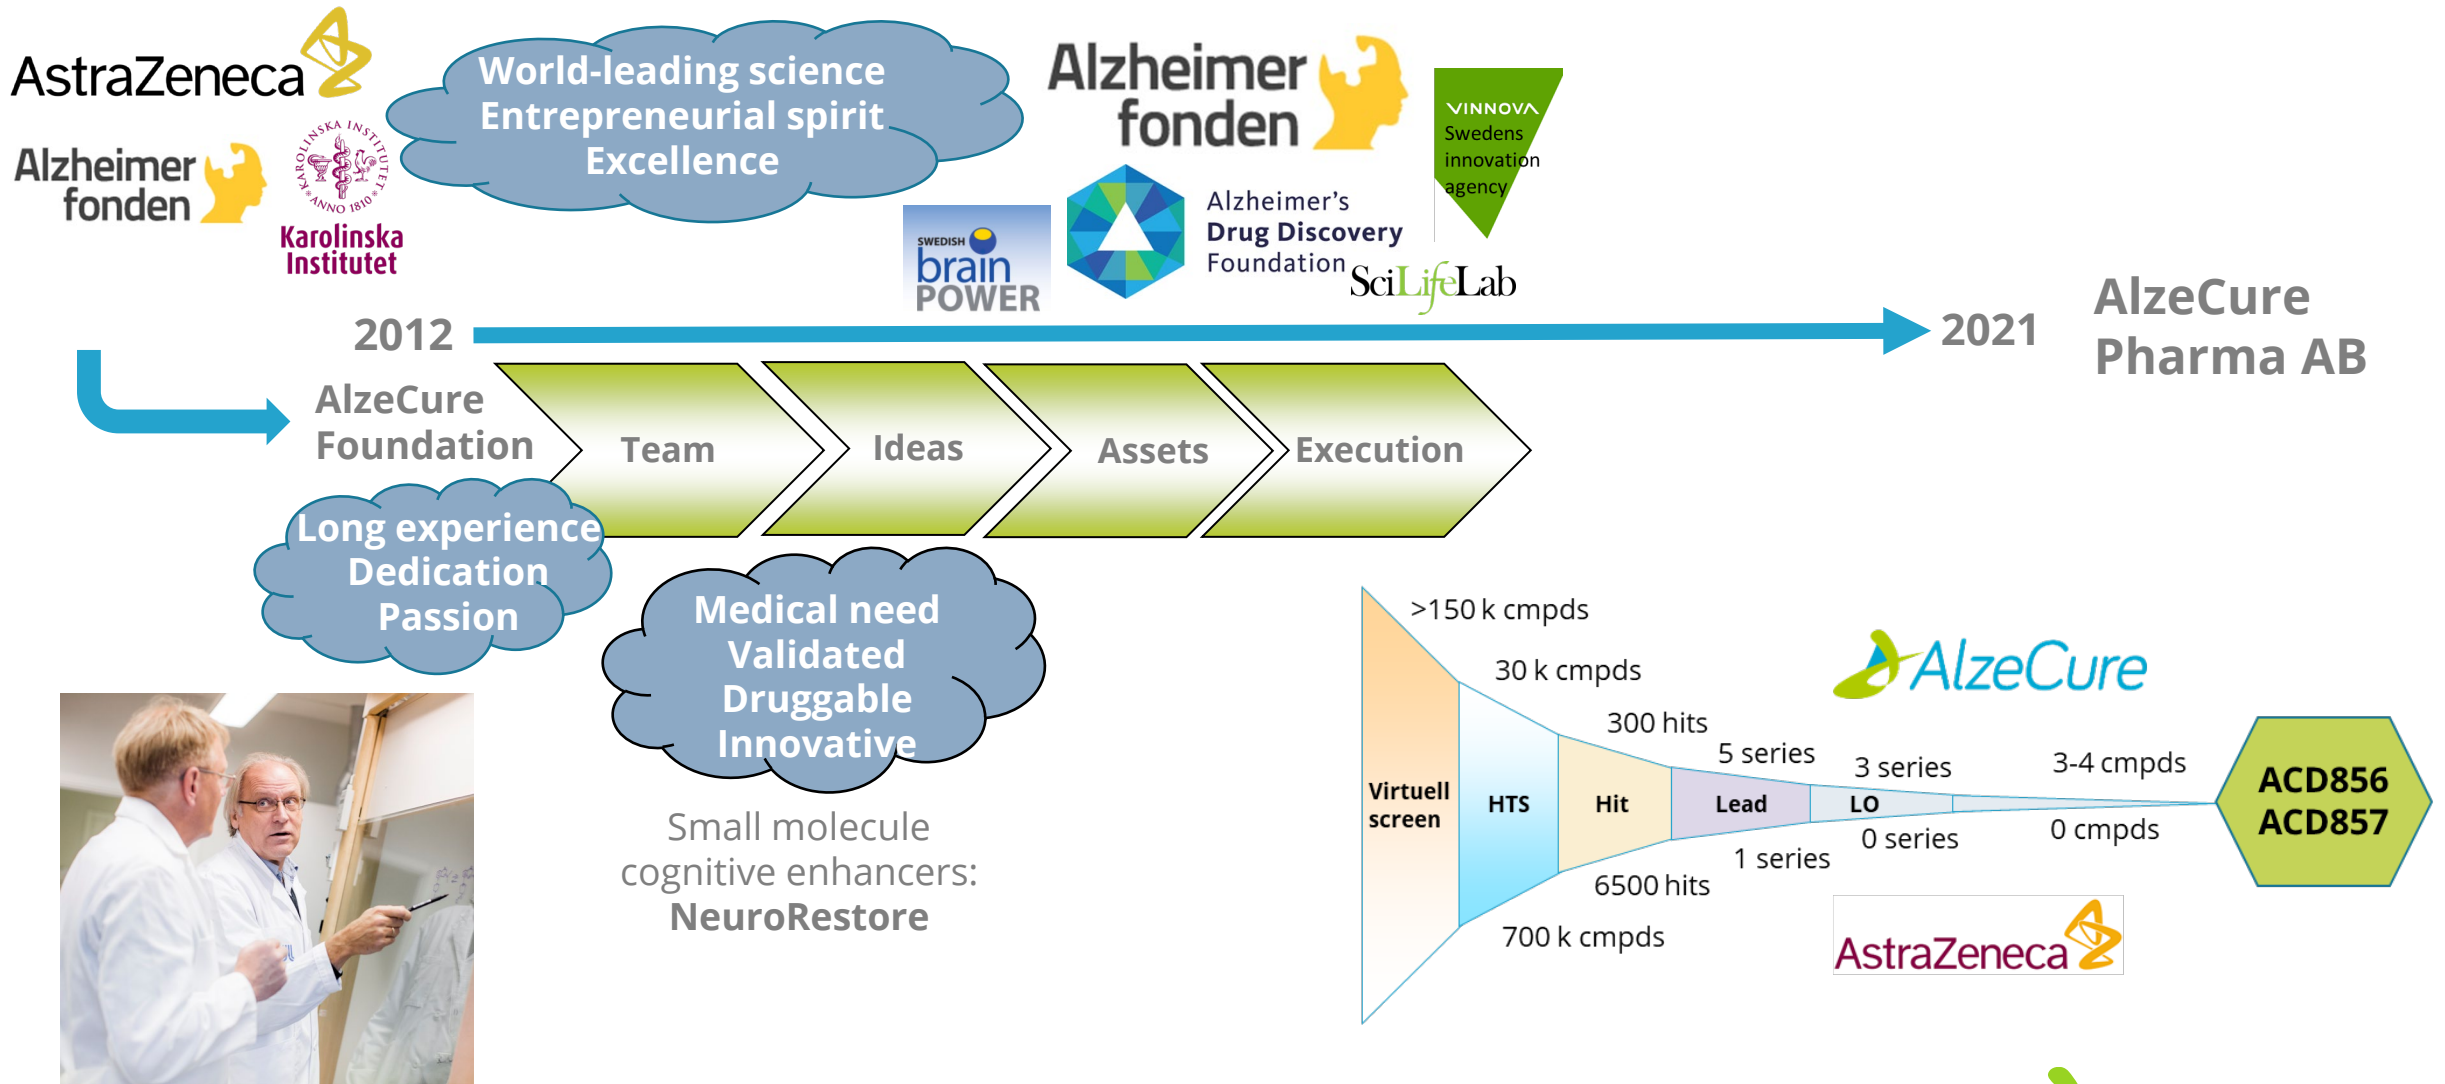 AstraZeneca
Alzheimer
fonden
KAROLINSKA INSTITUTET
ANNO 1810
Karolinska
Institutet
World-leading science
Entrepreneurial spirit
Excellence
Alzheimer
fonden
VINNOVA
Swedens
innovation
agency
SWEDISH
brain
POWER
Alzheimer's
Drug Discovery
Foundation
SciLifeLab
2012
2021
AlzeCure
Pharma AB
AlzeCure
Foundation
Team
Ideas
Assets
Execution
Long experience
Dedication
Passion
Medical need
Validated
Druggable
Innovative
Small molecule
cognitive enhancers:
NeuroRestore
>150 k cmpds
30 k cmpds
300 hits
5 series
3 series
3-4 cmpds
AlzeCure
Virtuell
screen
HTS
Hit
Lead
LO
ACD856
ACD857
700 k cmpds
6500 hits
1 series
0 series
0 cmpds
AstraZeneca